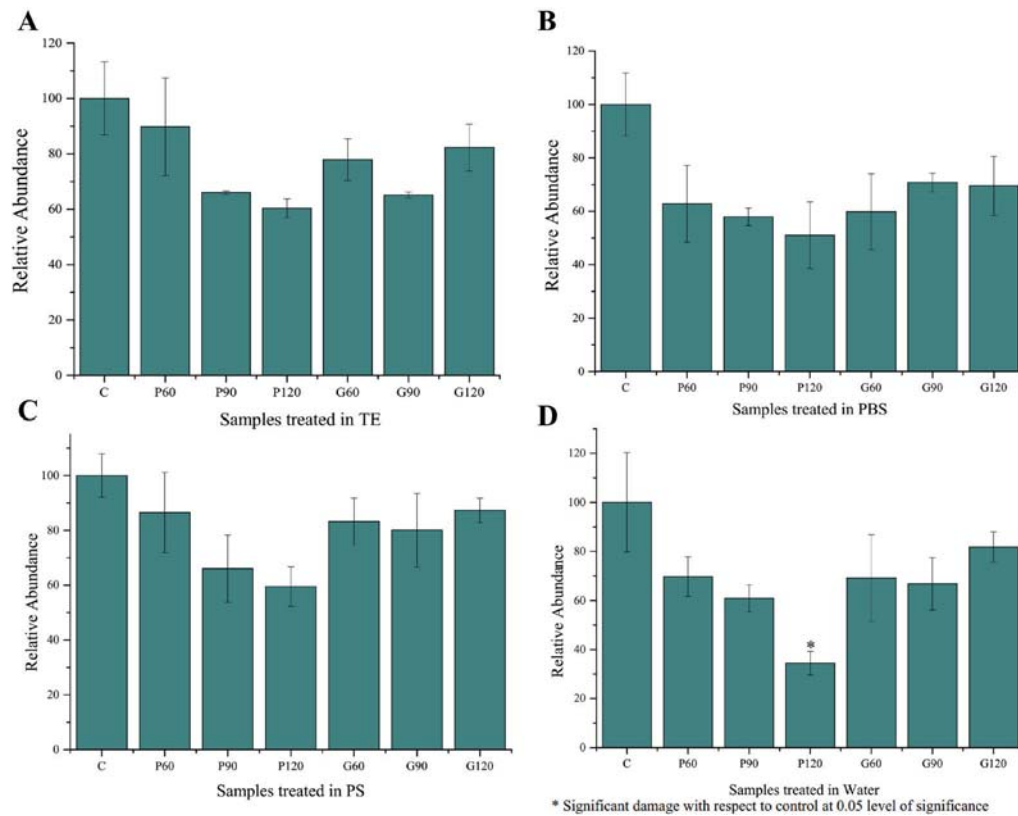 A
120
100
80
60
40
20
0
Relative Abundance
C P60 P90 P120 G60 G90 G120
Samples treated in TE
B
120
100
80
60
40
20
0
Relative Abundance
C P60 P90 P120 G60 G90 G120
Samples treated in PBS
C
100
80
60
40
20
0
Relative Abundance
C P60 P90 P120 G60 G90 G120
Samples treated in PS
D
120
100
80
60
40
20
0
Relative Abundance
*
C P60 P90 P120 G60 G90 G120
Samples treated in Water
* Significant damage with respect to control at 0.05 level of significance